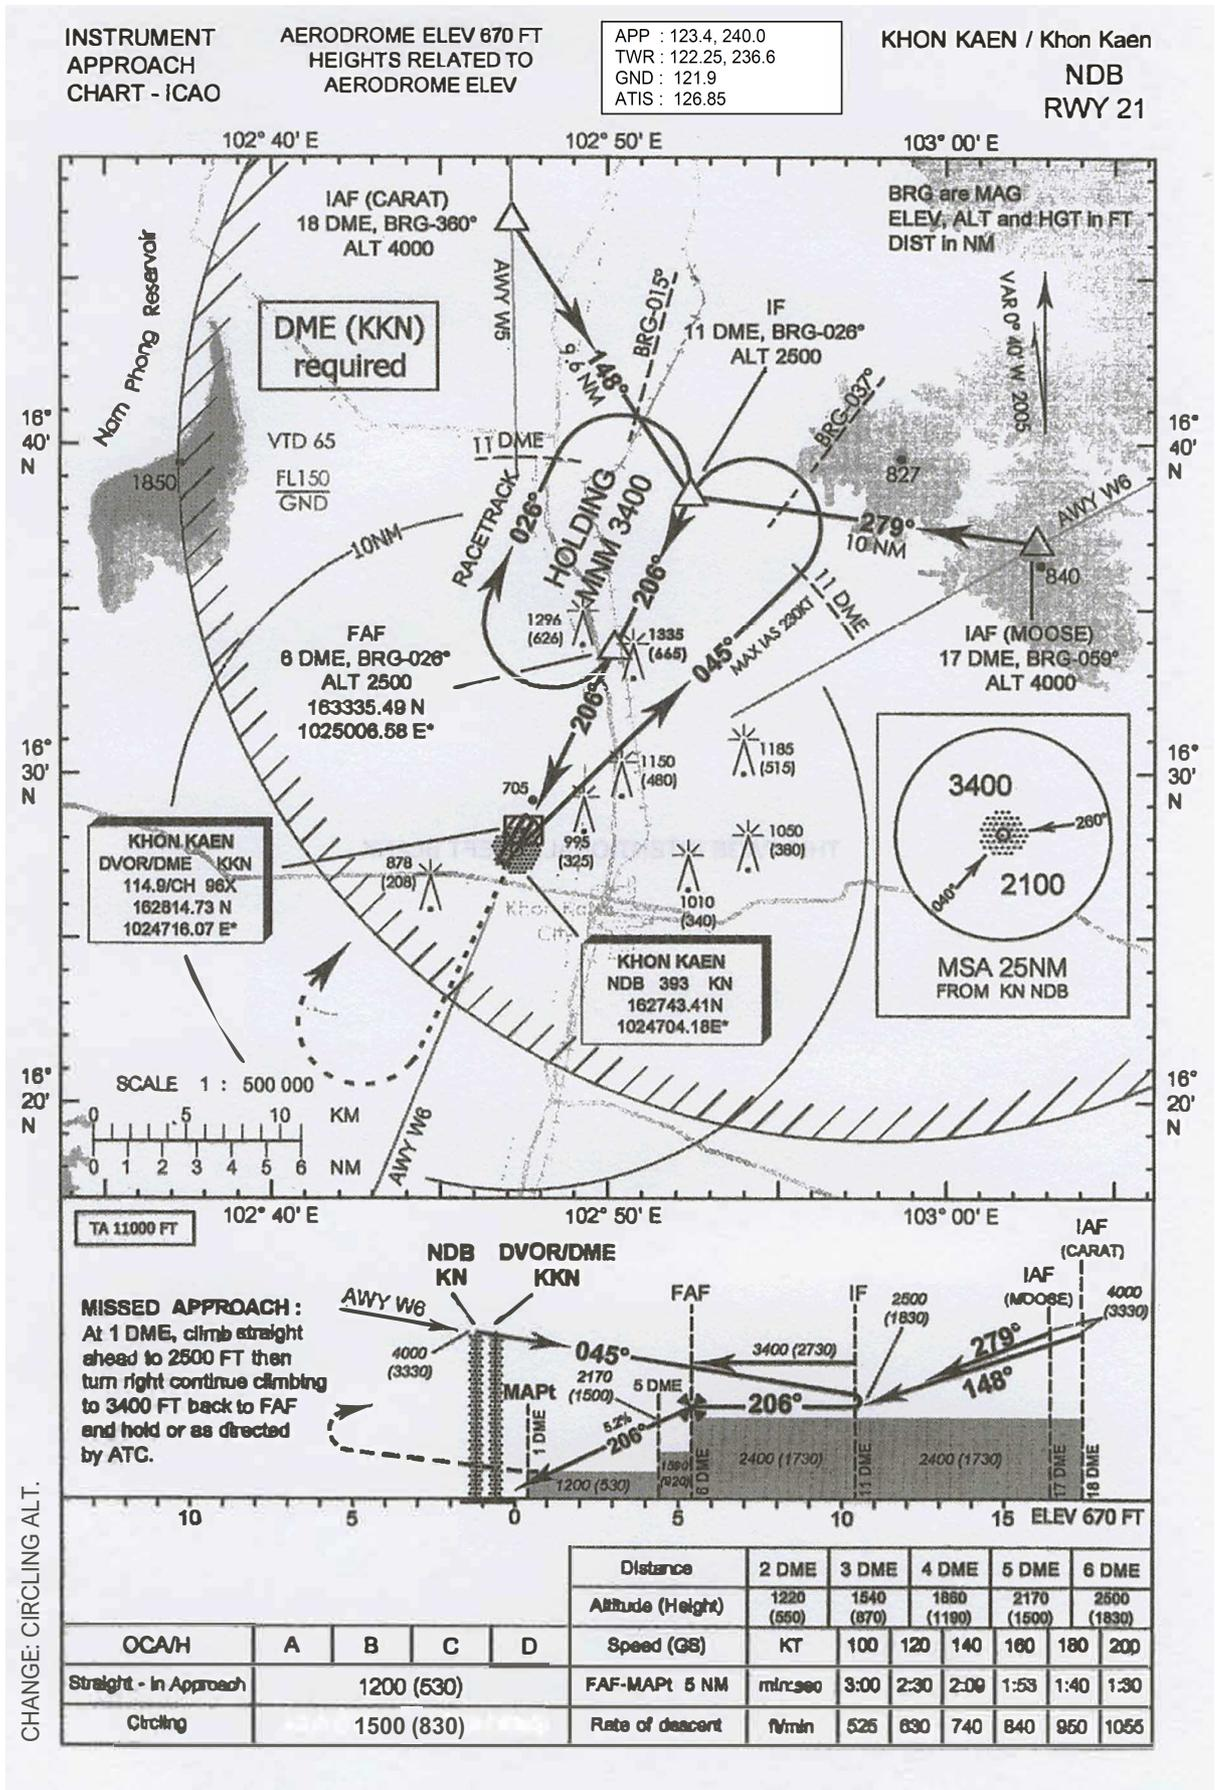 INSTRUMENT
APPROACH
CHART - ICAO
AERODROME ELEV 670 FT
HEIGHTS RELATED TO
AERODROME ELEV
APP : 123.4, 240.0
TWR : 122.25, 236.6
GND : 121.9
ATIS : 126.85
KHON KAEN / Khon Kaen
NDB
RWY 21
102° 40' E
102° 50' E
103° 00' E
IAF (CARAT)
18 DME, BRG-360°
ALT 4000
BRG are MAG
ELEV, ALT and HGT in FT
DIST in NM
Nam Phong Reservoir
DME (KKN)
required
AWY W5
148°
9.6 NM
BRG-015°
IF
11 DME, BRG-026°
ALT 2500
VAR 0° 40' W 2005
BRG-037°
16°
40'
N
16°
40'
N
VTD 65
FL150
GND
1850
11 DME
RACETRACK
026°
HOLDING
MNM 3400
206°
827
AWY W6
279°
10 NM
840
10NM
1296
(626)
1335
(665)
045°
MAX IAS 230KT
11 DME
FAF
6 DME, BRG-026°
ALT 2500
163335.49 N
1025006.58 E*
IAF (MOOSE)
17 DME, BRG-059°
ALT 4000
206°
16°
30'
N
16°
30'
N
705
1150
(480)
1185
(515)
995
(325)
1050
(380)
1010
(340)
878
(208)
KHON KAEN
DVOR/DME KKN
114.9/CH 96X
162814.73 N
1024716.07 E*
Khon Kaen
City
KHON KAEN
NDB 393 KN
162743.41N
1024704.18E*
3400
260°
2100
040°
MSA 25NM
FROM KN NDB
16°
20'
N
16°
20'
N
SCALE 1 : 500 000
0 5 10 KM
0 1 2 3 4 5 6 NM
AWY W6
102° 40' E
102° 50' E
103° 00' E
TA 11000 FT
NDB
KN
DVOR/DME
KKN
FAF
IF
IAF
(CARAT)
IAF
(MOOSE)
4000
(3330)
2500
(1830)
MISSED APPROACH :
At 1 DME, climb straight
ahead to 2500 FT then
turn right continue climbing
to 3400 FT back to FAF
and hold or as directed
by ATC.
AWY W6
4000
(3330)
045°
3400 (2730)
279°
148°
2170
(1500)
5 DME
MAPt
5.2%
206°
206°
1 DME
1200 (530)
6 DME
2400 (1730)
11 DME
2400 (1730)
17 DME
18 DME
10 5 0 5 10 15 ELEV 670 FT
CHANGE: CIRCLING ALT.
Distance 2 DME 3 DME 4 DME 5 DME 6 DME
Altitude (Height) 1220 (550) 1540 (870) 1860 (1190) 2170 (1500) 2500 (1830)
OCA/H A B C D
Speed (GS) KT 100 120 140 160 180 200
Straight - In Approach 1200 (530)
FAF-MAPt 5 NM min:sec 3:00 2:30 2:09 1:53 1:40 1:30
Circling 1500 (830)
Rate of descent ft/min 525 630 740 840 950 1055